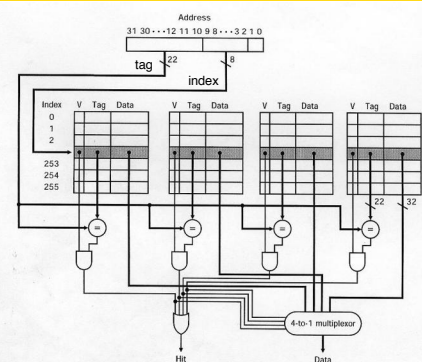 Address
31 30 ··· 12 11 10 9 8 ··· 3 2 1 0
22
8
tag
index
Index V Tag Data V Tag Data V Tag Data V Tag Data
0
1
2
253
254
255
22
32
= = = =
4-to-1 multiplexor
Hit
Data